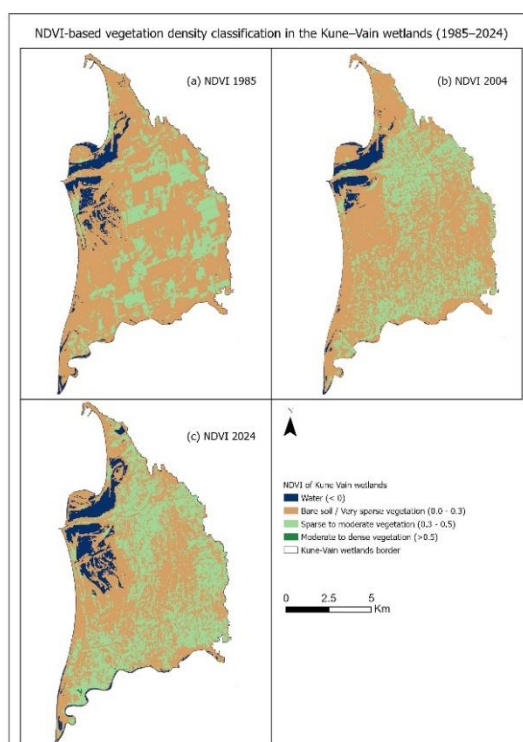 NDVI-based vegetation density classification in the Kune–Vain wetlands (1985–2024)
(a) NDVI 1985
(b) NDVI 2004
(c) NDVI 2024
N
NDVI of Kune Vain wetlands
Water (< 0)
Bare soil / Very sparse vegetation (0.0 - 0.3)
Sparse to moderate vegetation (0.3 - 0.5)
Moderate to dense vegetation (>0.5)
Kune-Vain wetlands border
0 2.5 5
Km